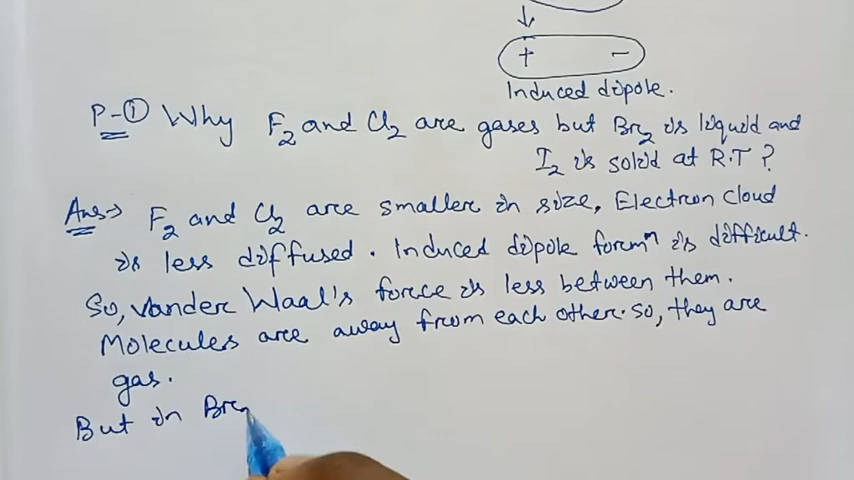 + −
Induced dipole.
P-① Why F₂ and Cl₂ are gases but Br₂ is liquid and
I₂ is solid at R.T ?
Ans→ F₂ and Cl₂ are smaller in size, Electron cloud
is less diffused. Induced dipole formⁿ is difficult.
So, Vander Waal's force is less between them.
Molecules are away from each other. so, they are
gas.
But in Br₂